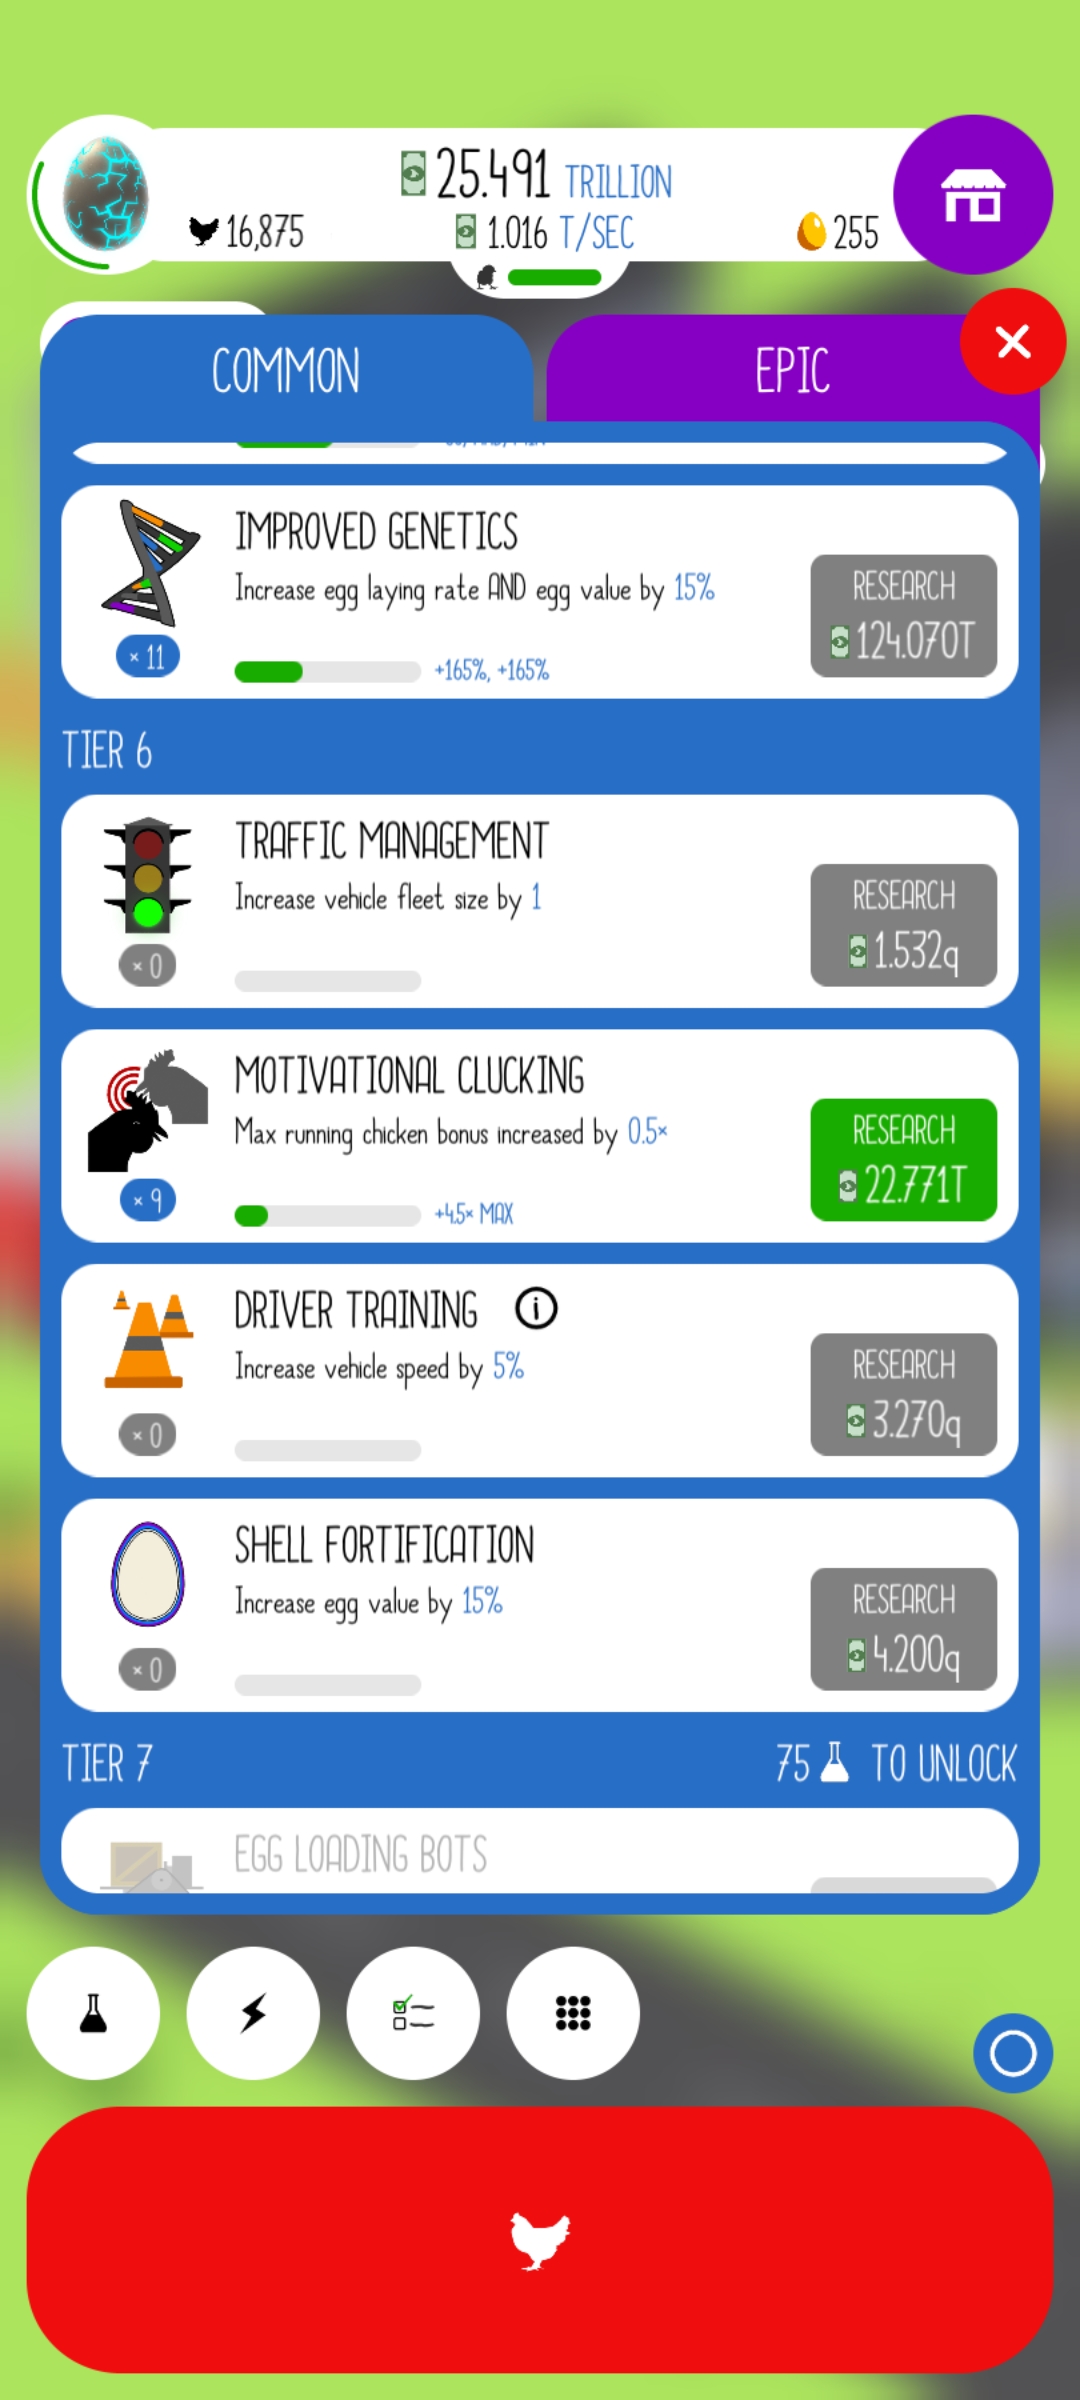 25.491 TRILLION
16,875
1.016 T/SEC
255
COMMON
EPIC
IMPROVED GENETICS
Increase egg laying rate AND egg value by 15%
× 11
+165%, +165%
RESEARCH
124.070T
TIER 6
TRAFFIC MANAGEMENT
Increase vehicle fleet size by 1
× 0
RESEARCH
1.532q
MOTIVATIONAL CLUCKING
Max running chicken bonus increased by 0.5×
× 9
+4.5× MAX
RESEARCH
22.771T
DRIVER TRAINING i
Increase vehicle speed by 5%
× 0
RESEARCH
3.270q
SHELL FORTIFICATION
Increase egg value by 15%
× 0
RESEARCH
4.200q
TIER 7
75 TO UNLOCK
EGG LOADING BOTS